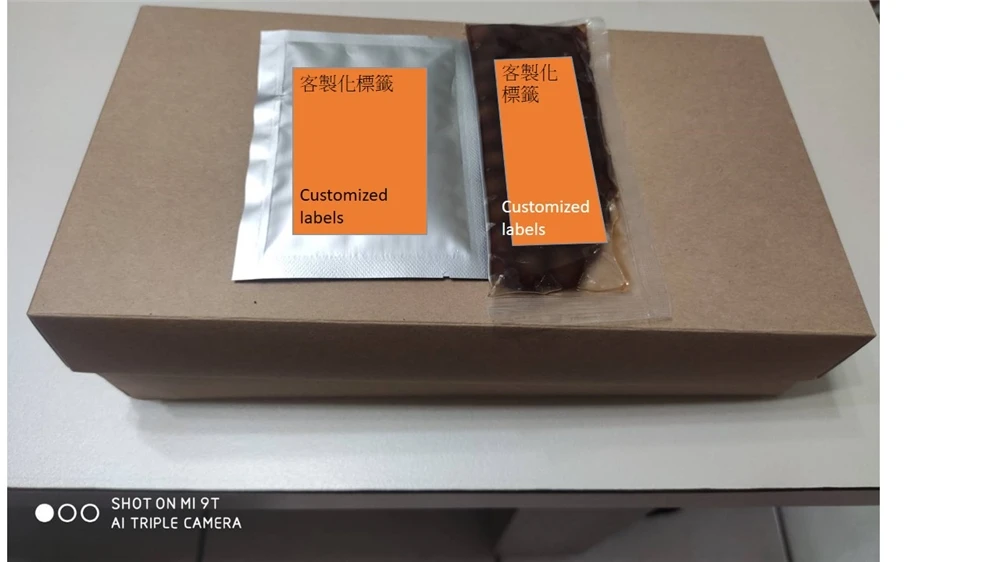 客製化標籤
Customized
labels
客製化
標籤
Customized
labels
SHOT ON MI 9T
AI TRIPLE CAMERA